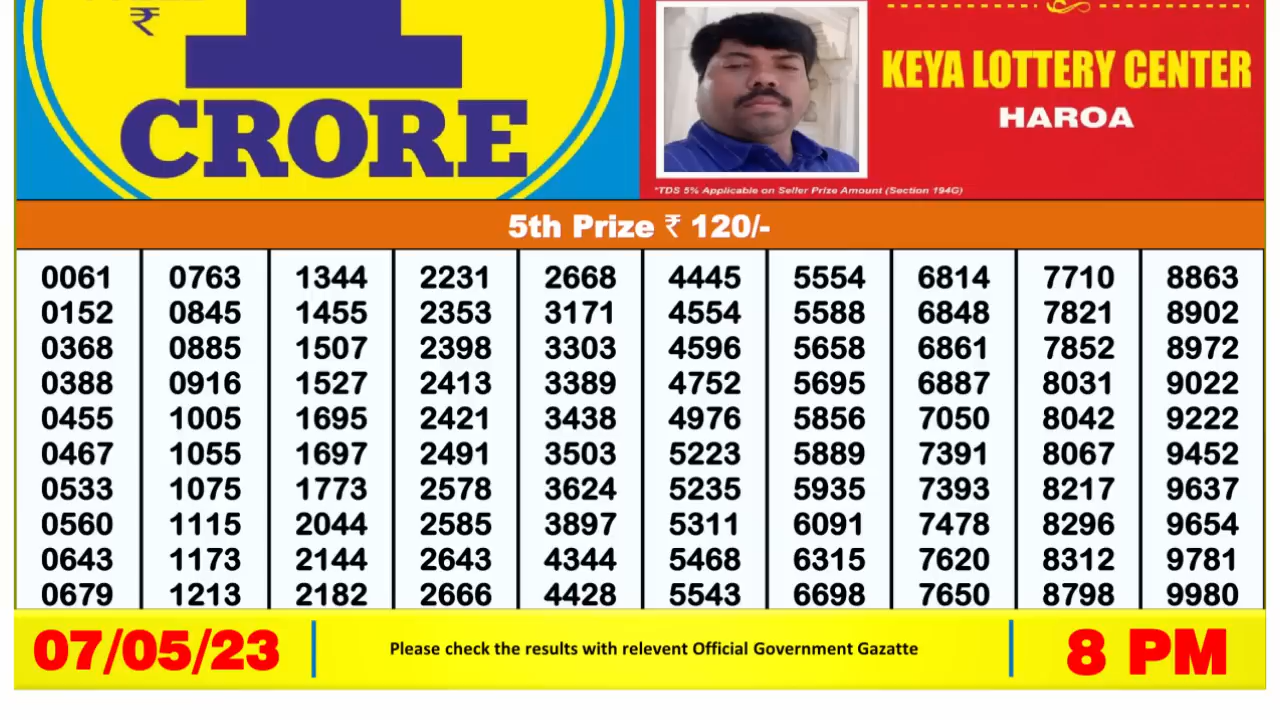 ₹
CRORE
KEYA LOTTERY CENTER
HAROA
*TDS 5% Applicable on Seller Prize Amount (Section 194G)
5th Prize ₹ 120/-
0061 0763 1344 2231 2668 4445 5554 6814 7710 8863
0152 0845 1455 2353 3171 4554 5588 6848 7821 8902
0368 0885 1507 2398 3303 4596 5658 6861 7852 8972
0388 0916 1527 2413 3389 4752 5695 6887 8031 9022
0455 1005 1695 2421 3438 4976 5856 7050 8042 9222
0467 1055 1697 2491 3503 5223 5889 7391 8067 9452
0533 1075 1773 2578 3624 5235 5935 7393 8217 9637
0560 1115 2044 2585 3897 5311 6091 7478 8296 9654
0643 1173 2144 2643 4344 5468 6315 7620 8312 9781
0679 1213 2182 2666 4428 5543 6698 7650 8798 9980
07/05/23 Please check the results with relevent Official Government Gazatte 8 PM